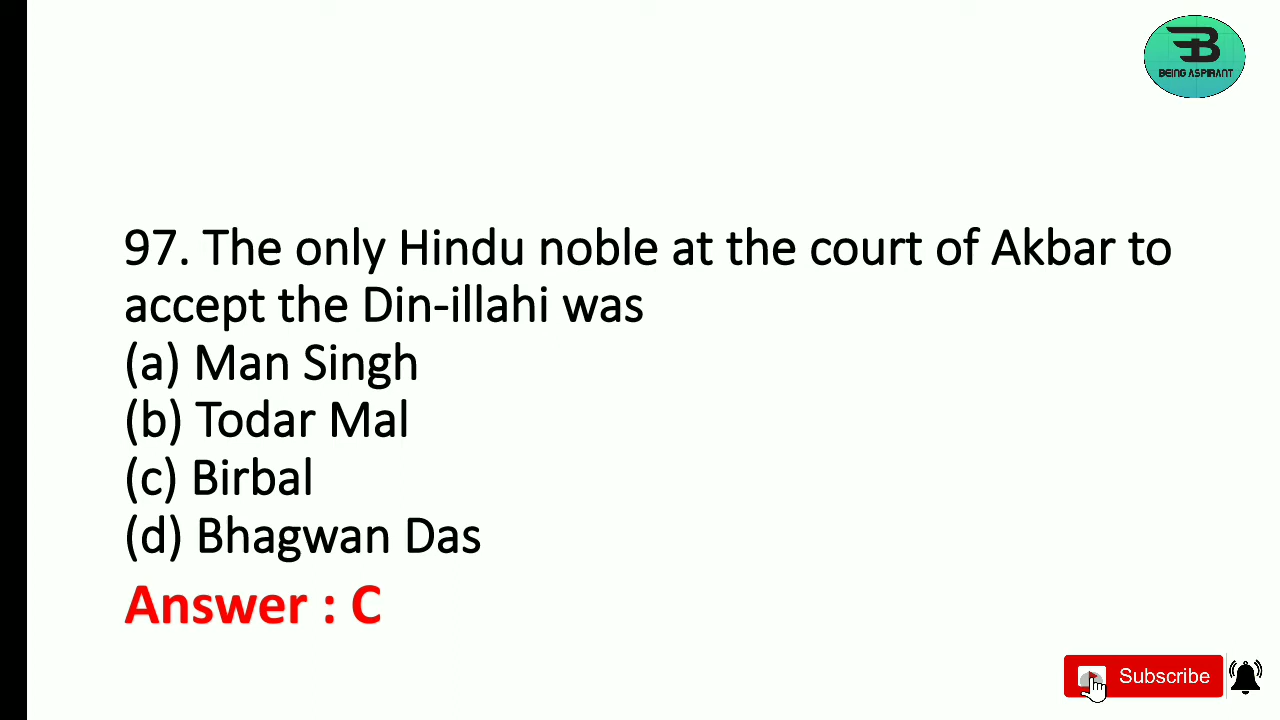 BEING ASPIRANT
97. The only Hindu noble at the court of Akbar to
accept the Din-illahi was
(a) Man Singh
(b) Todar Mal
(c) Birbal
(d) Bhagwan Das
Answer : C
Subscribe